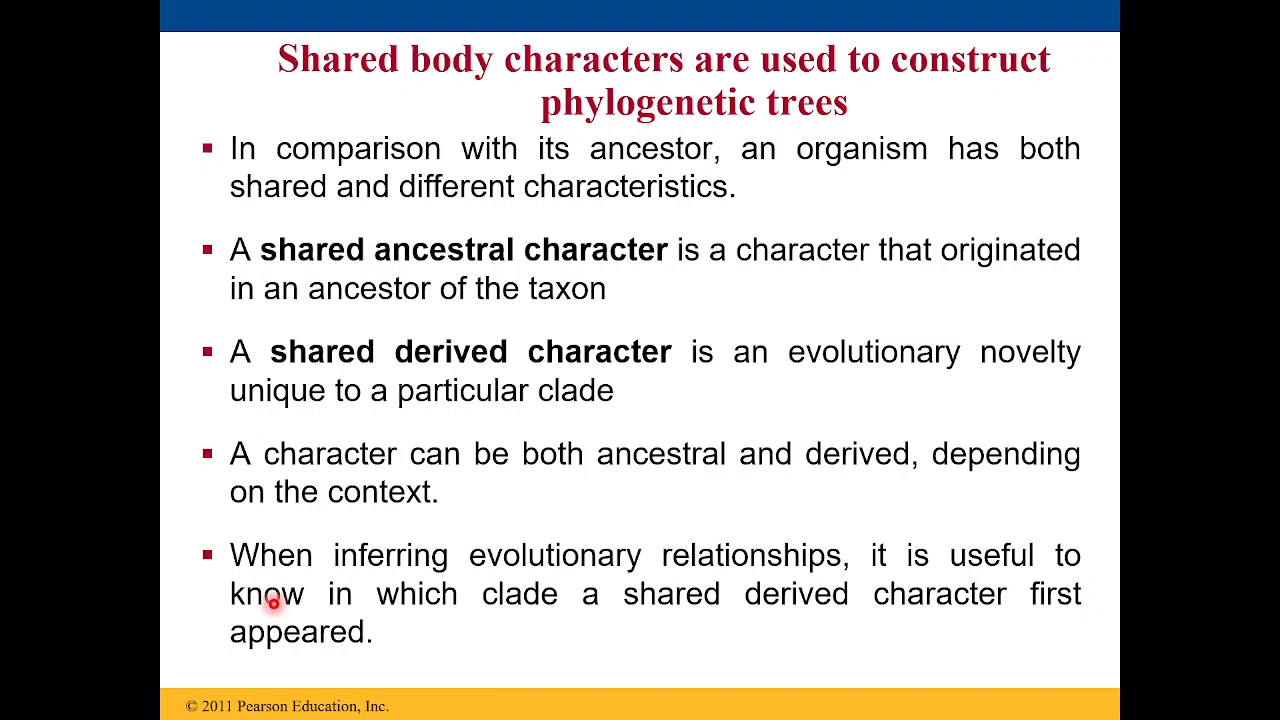 Shared body characters are used to construct
phylogenetic trees
▪ In comparison with its ancestor, an organism has both
shared and different characteristics.
▪ A shared ancestral character is a character that originated
in an ancestor of the taxon
▪ A shared derived character is an evolutionary novelty
unique to a particular clade
▪ A character can be both ancestral and derived, depending
on the context.
▪ When inferring evolutionary relationships, it is useful to
know in which clade a shared derived character first
appeared.
© 2011 Pearson Education, Inc.